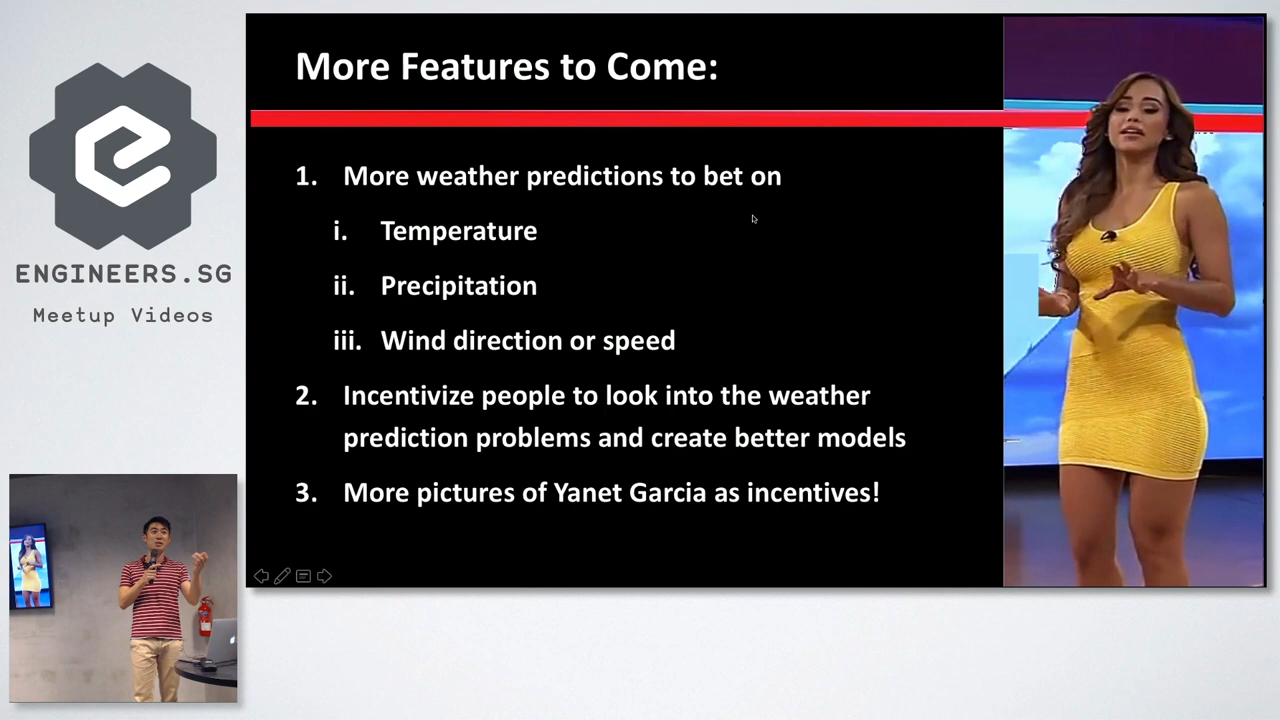 ENGINEERS.SG
Meetup Videos
More Features to Come:
1. More weather predictions to bet on
i. Temperature
ii. Precipitation
iii. Wind direction or speed
2. Incentivize people to look into the weather
prediction problems and create better models
3. More pictures of Yanet Garcia as incentives!